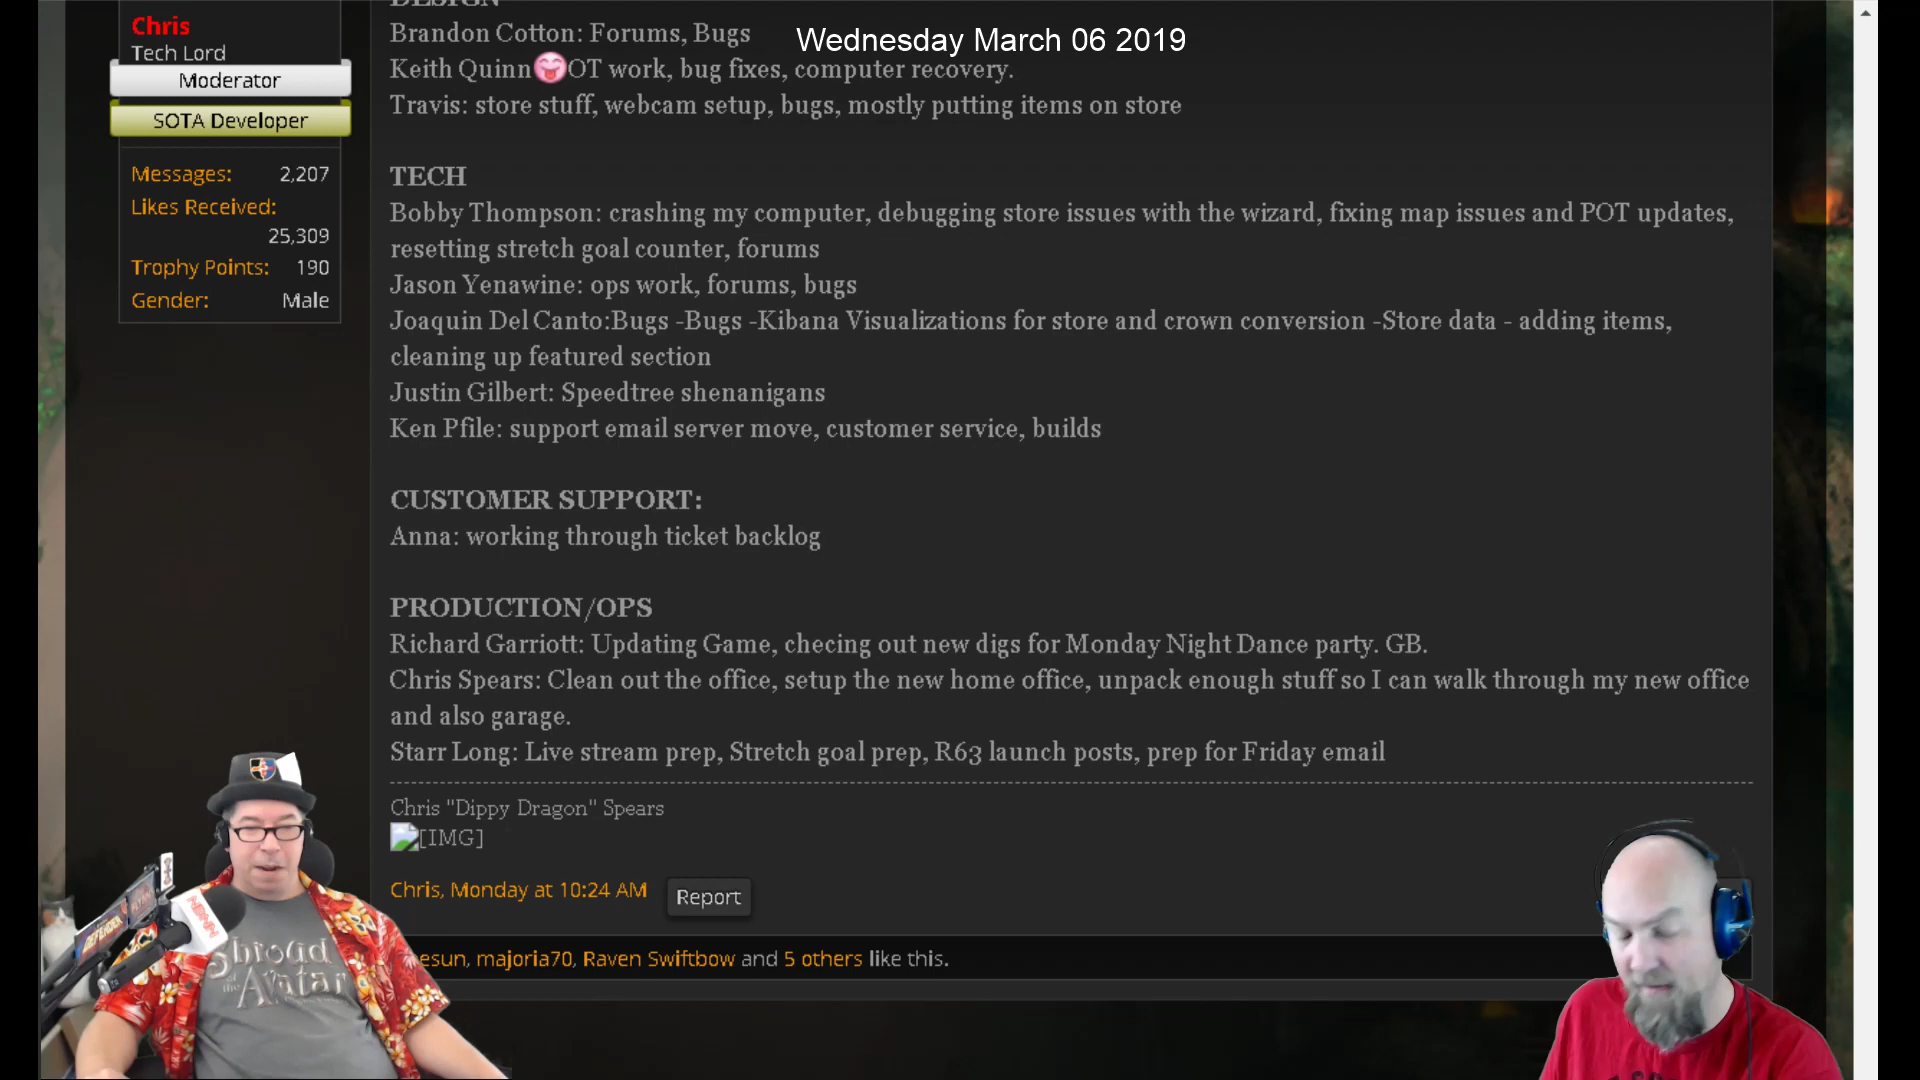 DESIGN
Chris
Tech Lord
Moderator
SOTA Developer
Messages: 2,207
Likes Received:
25,309
Trophy Points: 190
Gender: Male
Wednesday March 06 2019
Brandon Cotton: Forums, Bugs
Keith Quinn OT work, bug fixes, computer recovery.
Travis: store stuff, webcam setup, bugs, mostly putting items on store
TECH
Bobby Thompson: crashing my computer, debugging store issues with the wizard, fixing map issues and POT updates,
resetting stretch goal counter, forums
Jason Yenawine: ops work, forums, bugs
Joaquin Del Canto:Bugs -Bugs -Kibana Visualizations for store and crown conversion -Store data - adding items,
cleaning up featured section
Justin Gilbert: Speedtree shenanigans
Ken Pfile: support email server move, customer service, builds
CUSTOMER SUPPORT:
Anna: working through ticket backlog
PRODUCTION/OPS
Richard Garriott: Updating Game, checing out new digs for Monday Night Dance party. GB.
Chris Spears: Clean out the office, setup the new home office, unpack enough stuff so I can walk through my new office
and also garage.
Starr Long: Live stream prep, Stretch goal prep, R63 launch posts, prep for Friday email
Chris "Dippy Dragon" Spears
[IMG]
Chris, Monday at 10:24 AM Report
esun, majoria70, Raven Swiftbow and 5 others like this.
DEFENDER
Shroud
of the
Avatar